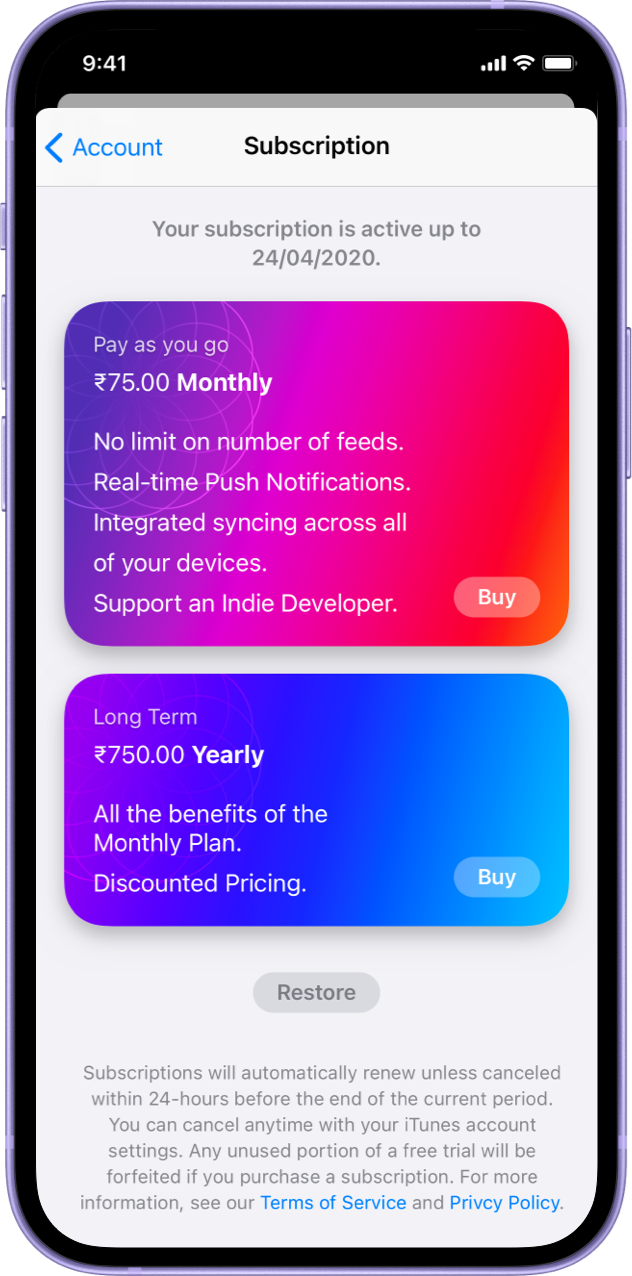 9:41
Account
Subscription
Your subscription is active up to
24/04/2020.
Pay as you go
₹75.00 Monthly
No limit on number of feeds.
Real-time Push Notifications.
Integrated syncing across all
of your devices.
Support an Indie Developer.
Buy
Long Term
₹750.00 Yearly
All the benefits of the
Monthly Plan.
Discounted Pricing.
Buy
Restore
Subscriptions will automatically renew unless canceled
within 24-hours before the end of the current period.
You can cancel anytime with your iTunes account
settings. Any unused portion of a free trial will be
forfeited if you purchase a subscription. For more
information, see our Terms of Service and Privcy Policy.